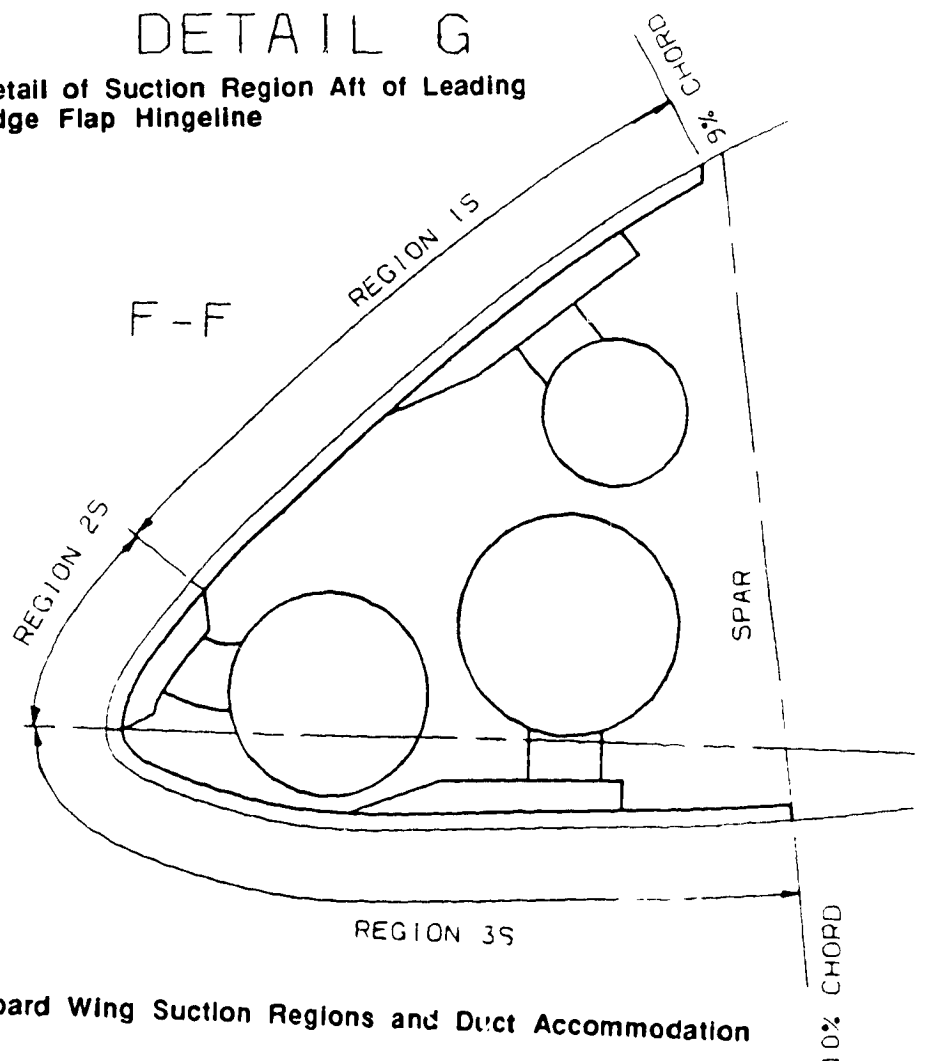 DETAIL G
etail of Suction Region Aft of Leading
dge Flap Hingeline
9% CHORD
REGION 1S
F-F
REGION 2S
SPAR
REGION 3S
10% CHORD
oard Wing Suction Regions and Duct Accommodation